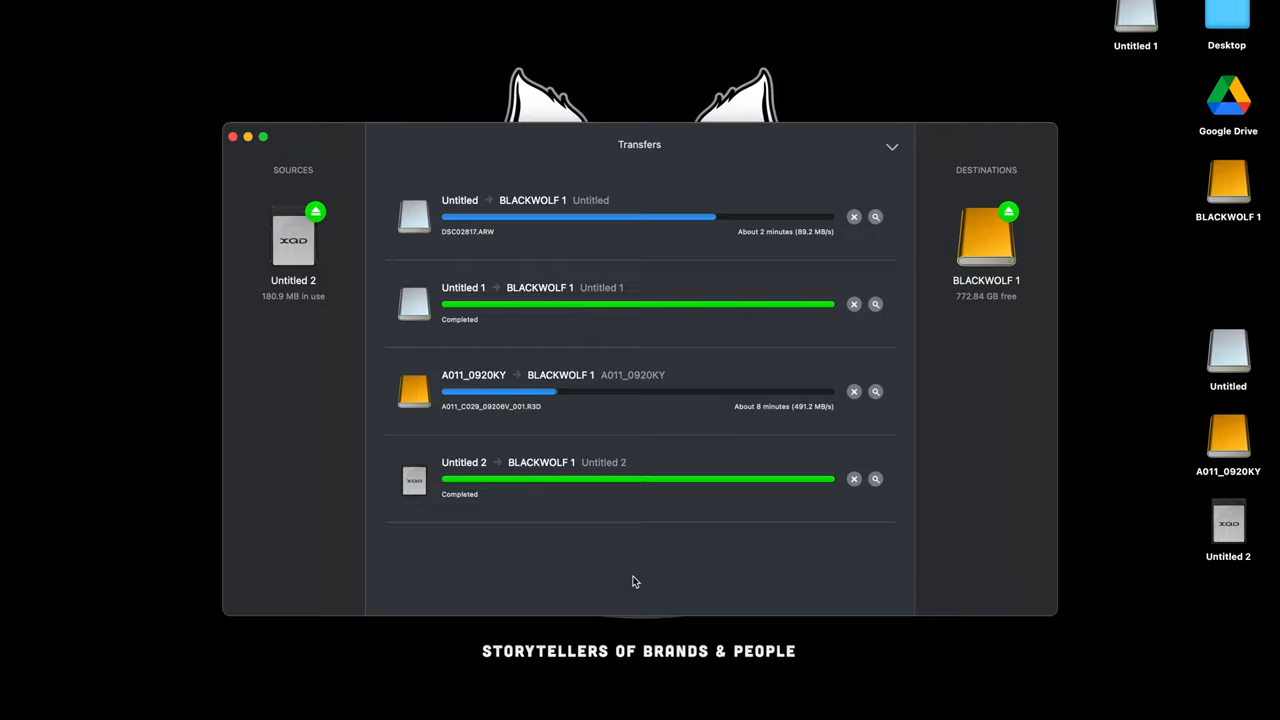 Untitled 1
Desktop
Google Drive
BLACKWOLF 1
Untitled
A011_0920KY
XQD
Untitled 2
SOURCES
XQD
Untitled 2
180.9 MB in use
Transfers
Untitled BLACKWOLF 1 Untitled
DSC02817.ARW About 2 minutes (89.2 MB/s)
Untitled 1 BLACKWOLF 1 Untitled 1
Completed
A011_0920KY BLACKWOLF 1 A011_0920KY
A011_C029_09206V_001.R3D About 8 minutes (491.2 MB/s)
XQD
Untitled 2 BLACKWOLF 1 Untitled 2
Completed
DESTINATIONS
BLACKWOLF 1
772.84 GB free
STORYTELLERS OF BRANDS & PEOPLE